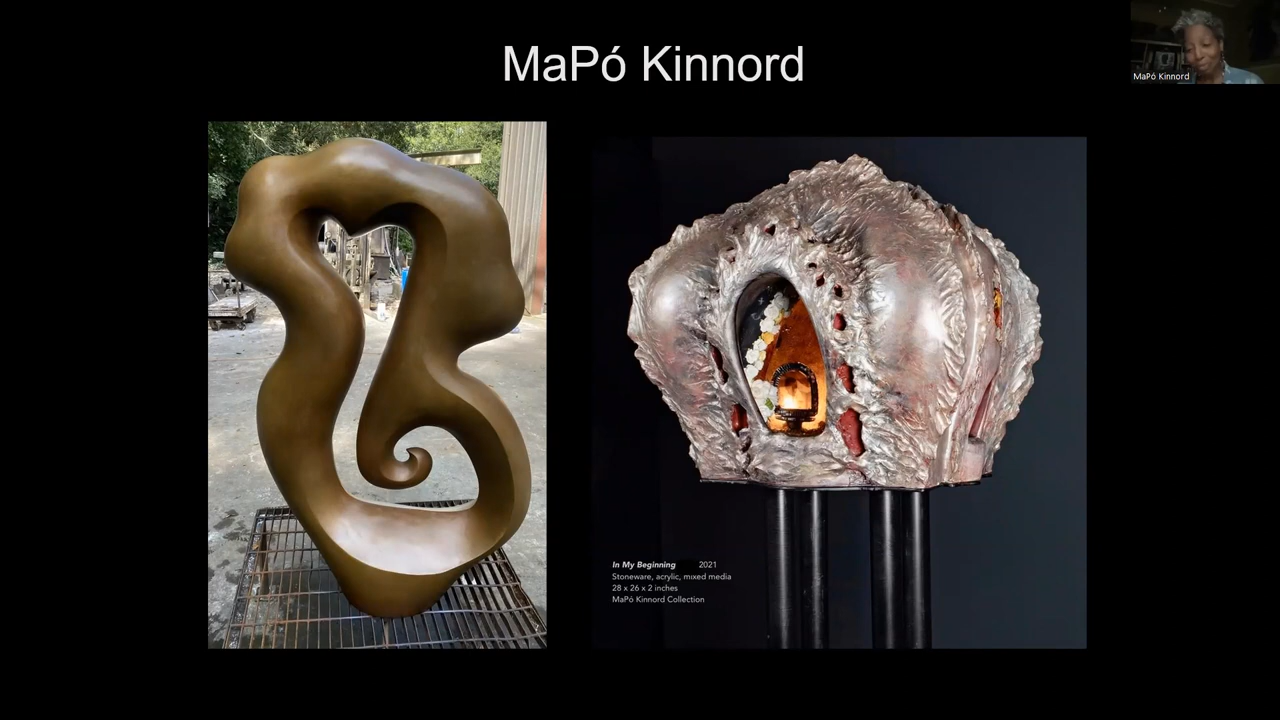 MaPó Kinnord
MaPó Kinnord
In My Beginning 2021
Stoneware, acrylic, mixed media
28 x 26 x 2 inches
MaPó Kinnord Collection